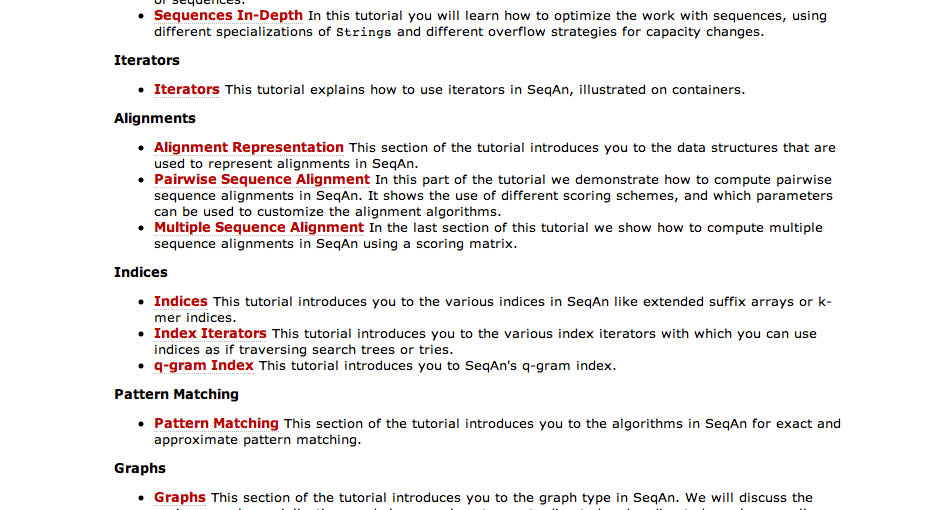 of sequences.
• Sequences In-Depth In this tutorial you will learn how to optimize the work with sequences, using
different specializations of Strings and different overflow strategies for capacity changes.
Iterators
• Iterators This tutorial explains how to use iterators in SeqAn, illustrated on containers.
Alignments
• Alignment Representation This section of the tutorial introduces you to the data structures that are
used to represent alignments in SeqAn.
• Pairwise Sequence Alignment In this part of the tutorial we demonstrate how to compute pairwise
sequence alignments in SeqAn. It shows the use of different scoring schemes, and which parameters
can be used to customize the alignment algorithms.
• Multiple Sequence Alignment In the last section of this tutorial we show how to compute multiple
sequence alignments in SeqAn using a scoring matrix.
Indices
• Indices This tutorial introduces you to the various indices in SeqAn like extended suffix arrays or k-
mer indices.
• Index Iterators This tutorial introduces you to the various index iterators with which you can use
indices as if traversing search trees or tries.
• q-gram Index This tutorial introduces you to SeqAn's q-gram index.
Pattern Matching
• Pattern Matching This section of the tutorial introduces you to the algorithms in SeqAn for exact and
approximate pattern matching.
Graphs
• Graphs This section of the tutorial introduces you to the graph type in SeqAn. We will discuss the